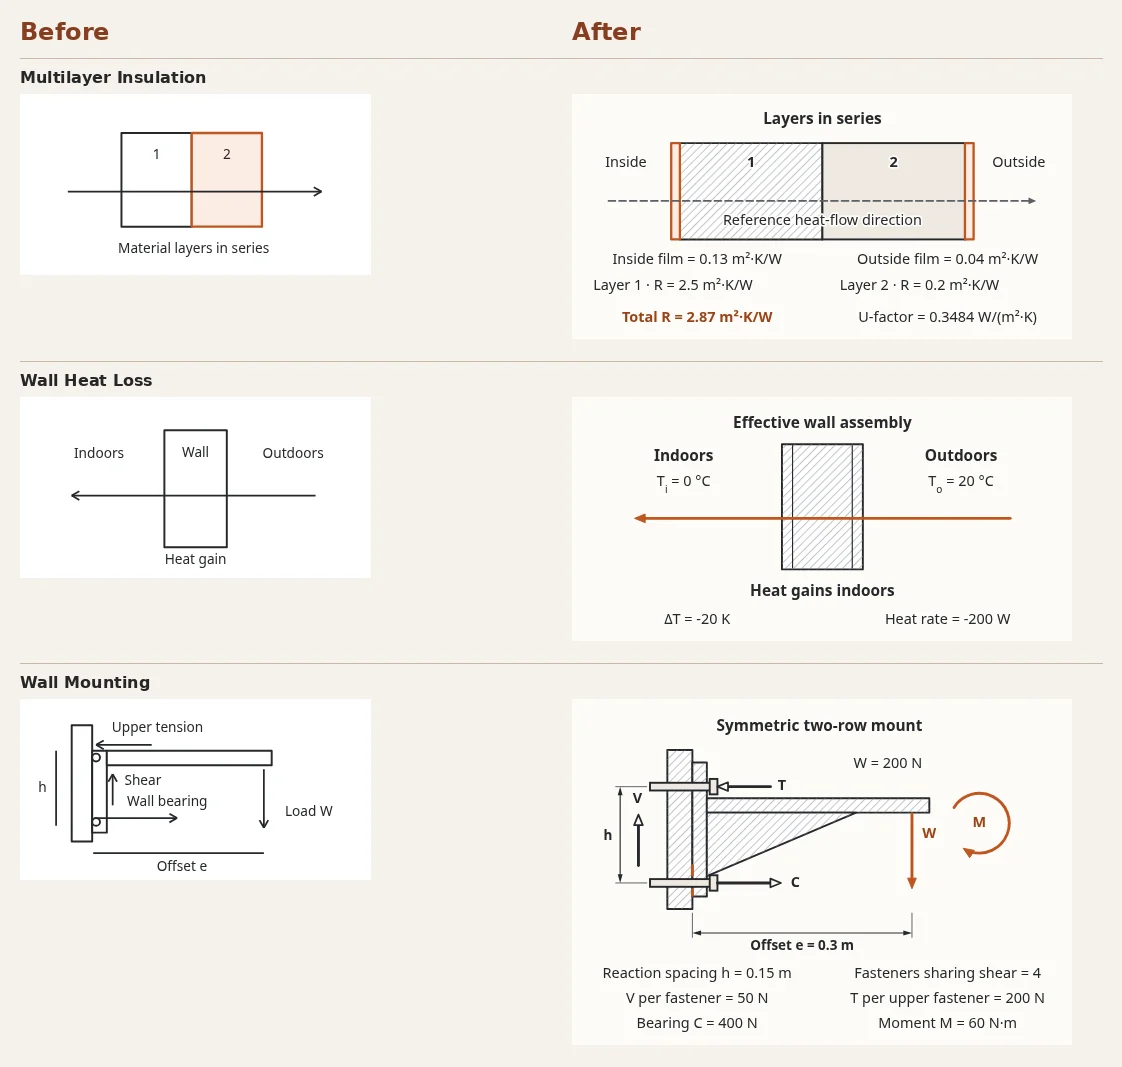 Before
After
Multilayer Insulation
1
2
Material layers in series
Layers in series
Inside
1
2
Outside
Reference heat-flow direction
Inside film = 0.13 m²·K/W
Outside film = 0.04 m²·K/W
Layer 1 · R = 2.5 m²·K/W
Layer 2 · R = 0.2 m²·K/W
Total R = 2.87 m²·K/W
U-factor = 0.3484 W/(m²·K)
Wall Heat Loss
Indoors
Wall
Outdoors
Heat gain
Effective wall assembly
Indoors
Outdoors
Ti = 0 °C
To = 20 °C
Heat gains indoors
ΔT = -20 K
Heat rate = -200 W
Wall Mounting
Upper tension
h
Shear
Wall bearing
Load W
Offset e
Symmetric two-row mount
W = 200 N
T
V
h
W
M
C
Offset e = 0.3 m
Reaction spacing h = 0.15 m
Fasteners sharing shear = 4
V per fastener = 50 N
T per upper fastener = 200 N
Bearing C = 400 N
Moment M = 60 N·m